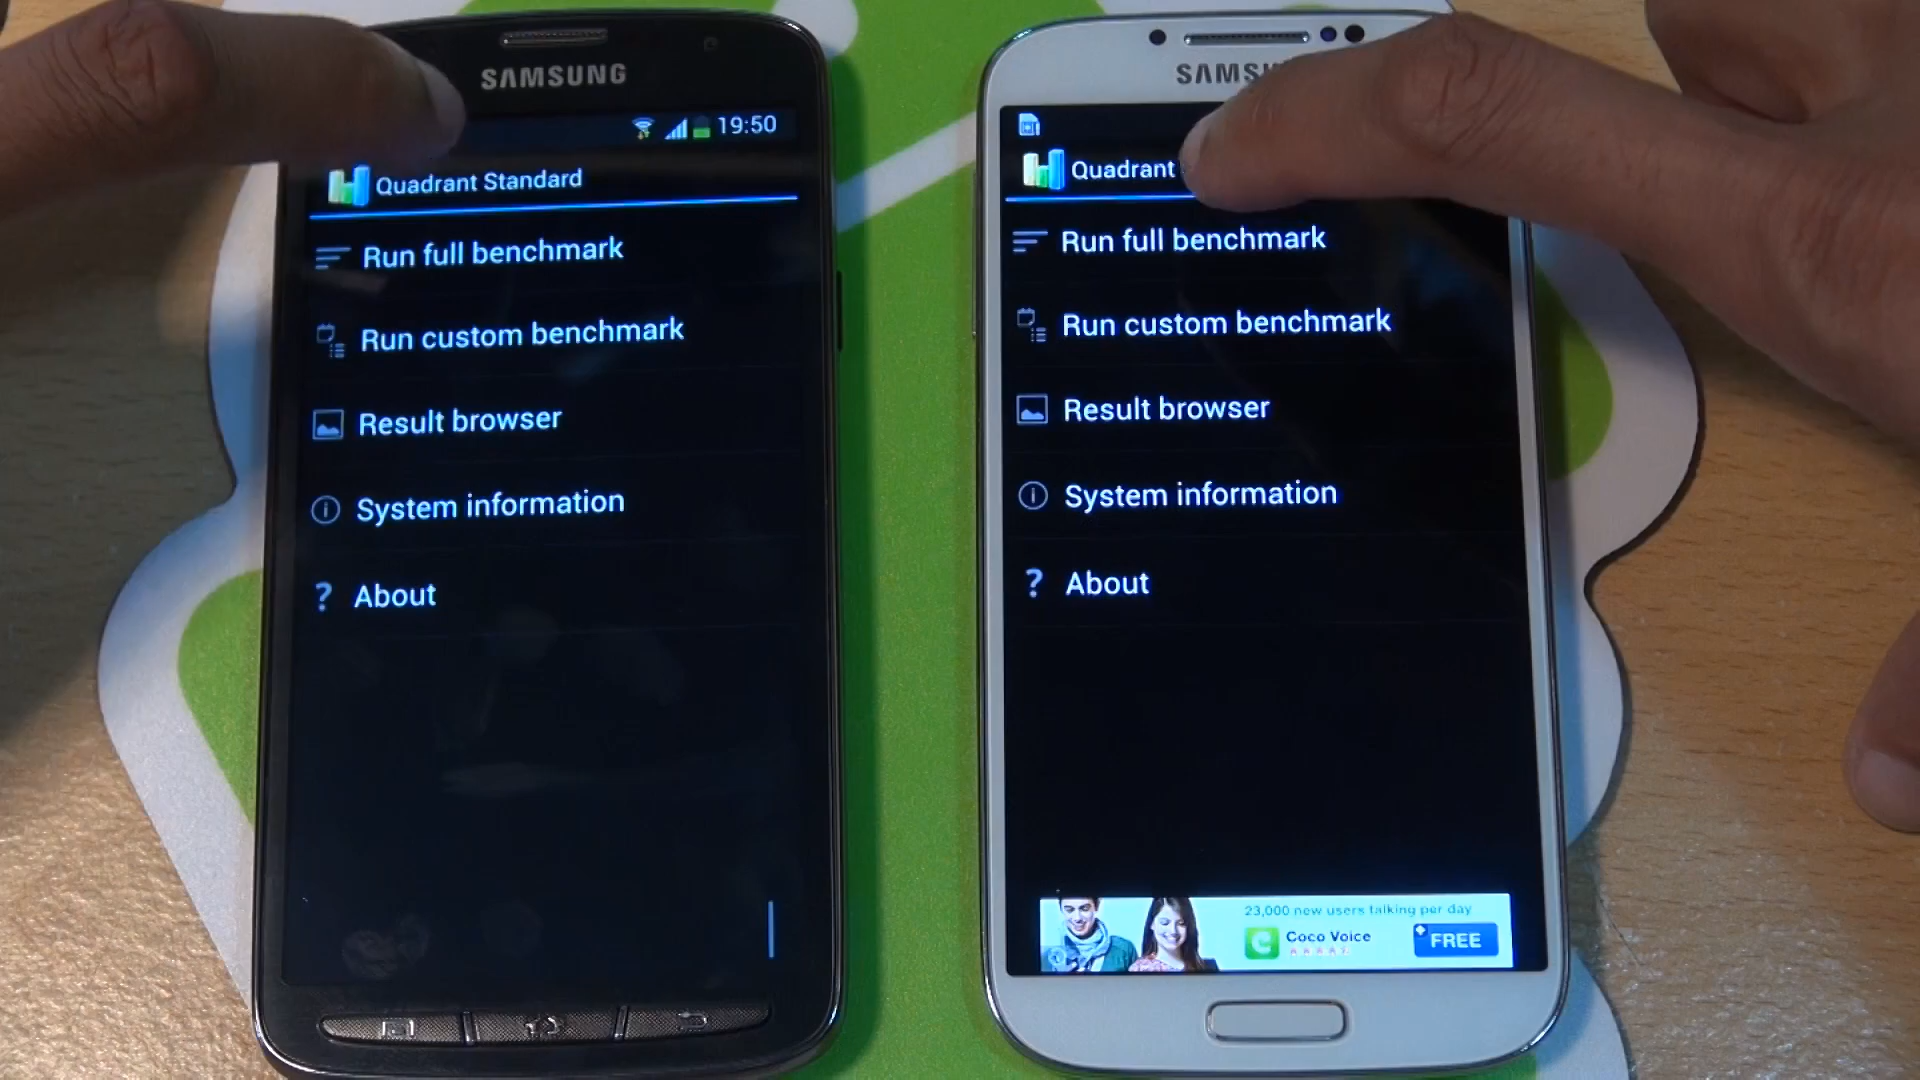 SAMSUNG
19:50
Quadrant Standard
Run full benchmark
Run custom benchmark
Result browser
System information
? About
SAMSU
Quadrant
Run full benchmark
Run custom benchmark
Result browser
System information
? About
23,000 new users talking per day
Coco Voice
FREE